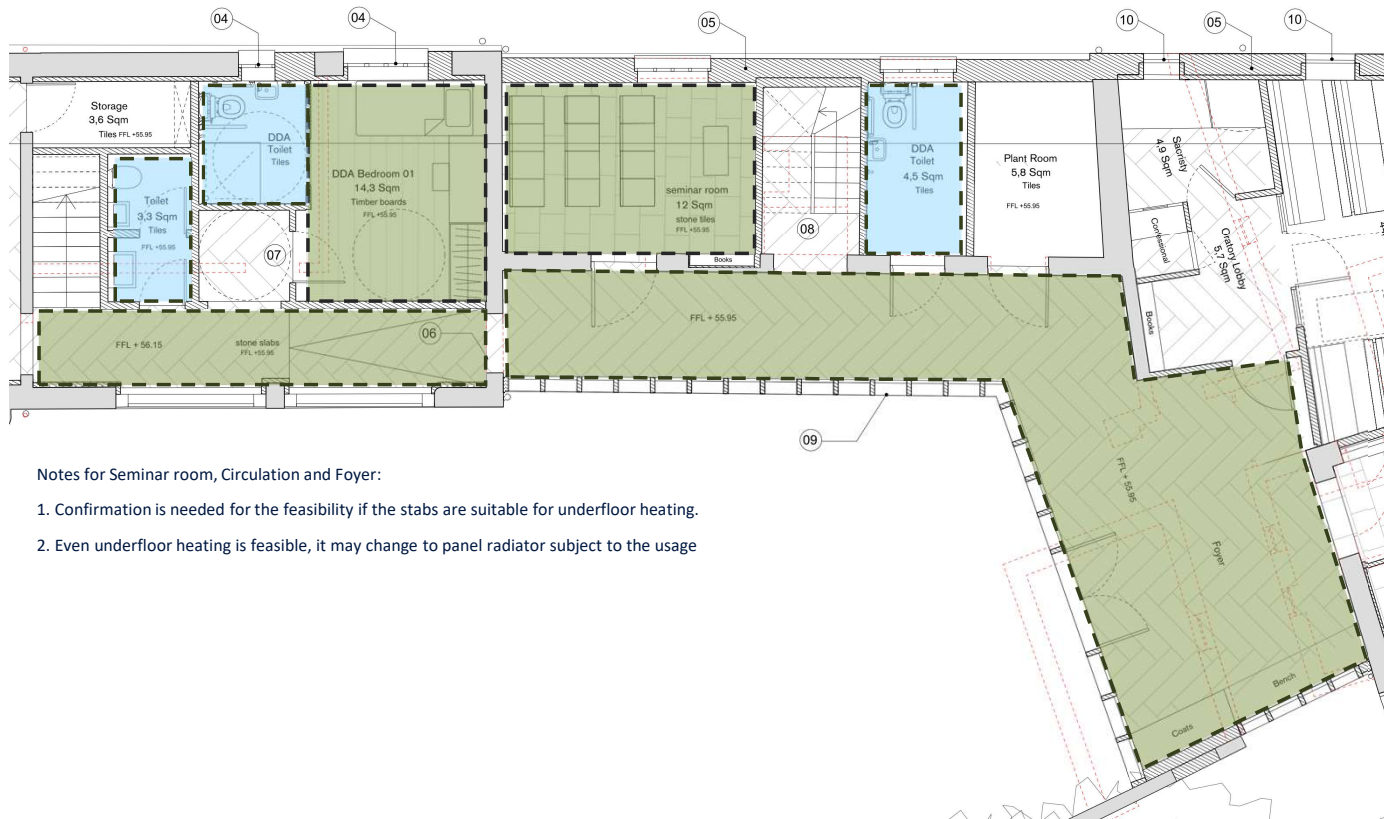 04
04
05
10
05
10
Storage
3,6 Sqm
Tiles FFL +55.95
DDA
Toilet
Tiles
Toilet
3,3 Sqm
Tiles
FFL +55.95
07
DDA Bedroom 01
14,3 Sqm
Timber boards
FFL +55.95
seminar room
12 Sqm
stone tiles
FFL +55.95
Books
08
DDA
Toilet
4,5 Sqm
Tiles
Plant Room
5,8 Sqm
Tiles
FFL +55.95
Sacristy
4,9 Sqm
Confessional
Oratory Lobby
5,7 Sqm
Books
FFL + 56.15
stone slabs
FFL +55.95
06
FFL + 55.95
09
FFL + 55.95
Foyer
Bench
Coats
Notes for Seminar room, Circulation and Foyer:
1. Confirmation is needed for the feasibility if the stabs are suitable for underfloor heating.
2. Even underfloor heating is feasible, it may change to panel radiator subject to the usage